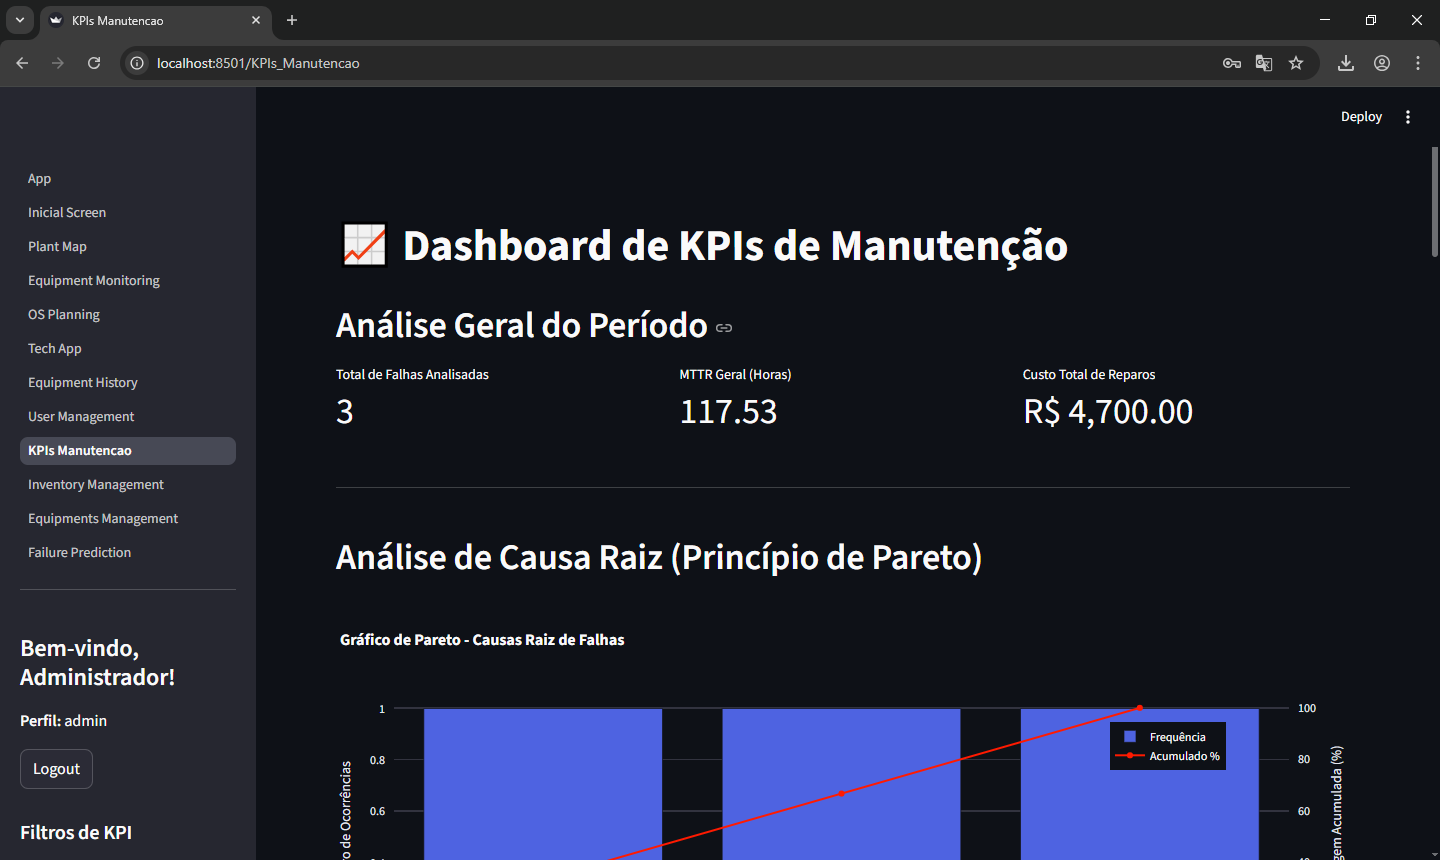 KPIs Manutencao
localhost:8501/KPIs_Manutencao
Deploy
App
Inicial Screen
Plant Map
Equipment Monitoring
OS Planning
Tech App
Equipment History
User Management
KPIs Manutencao
Inventory Management
Equipments Management
Failure Prediction
Bem-vindo,
Administrador!
Perfil: admin
Logout
Filtros de KPI
📈 Dashboard de KPIs de Manutenção
Análise Geral do Período
Total de Falhas Analisadas
3
MTTR Geral (Horas)
117.53
Custo Total de Reparos
R$ 4,700.00
Análise de Causa Raiz (Princípio de Pareto)
Gráfico de Pareto - Causas Raiz de Falhas
1
0.8
0.6
de Ocorrências
Frequência
Acumulado %
100
80
60
Acumulada (%)